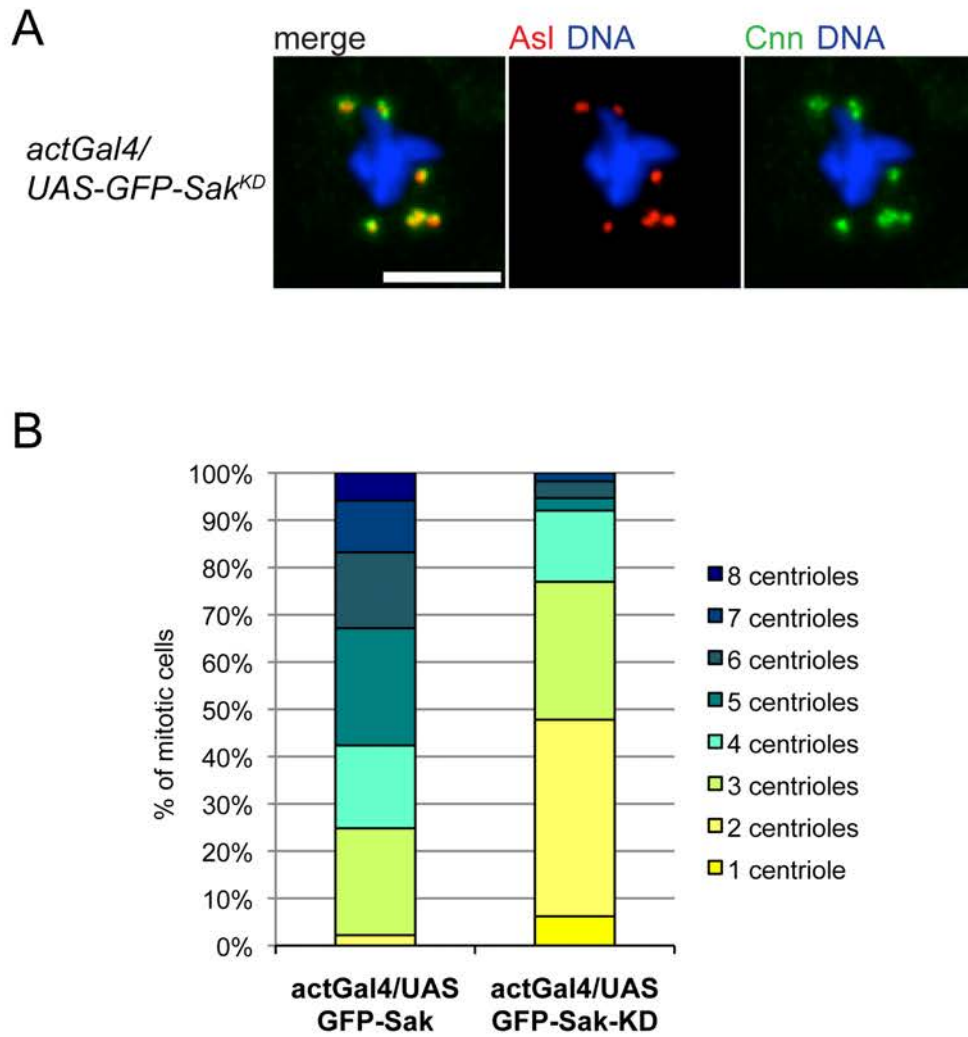 A
merge
Asl DNA
Cnn DNA
actGal4/
UAS-GFP-Sak^KD
B
100%
90%
80%
70%
60%
50%
40%
30%
20%
10%
0%
% of mitotic cells
8 centrioles
7 centrioles
6 centrioles
5 centrioles
4 centrioles
3 centrioles
2 centrioles
1 centriole
actGal4/UAS
GFP-Sak
actGal4/UAS
GFP-Sak-KD